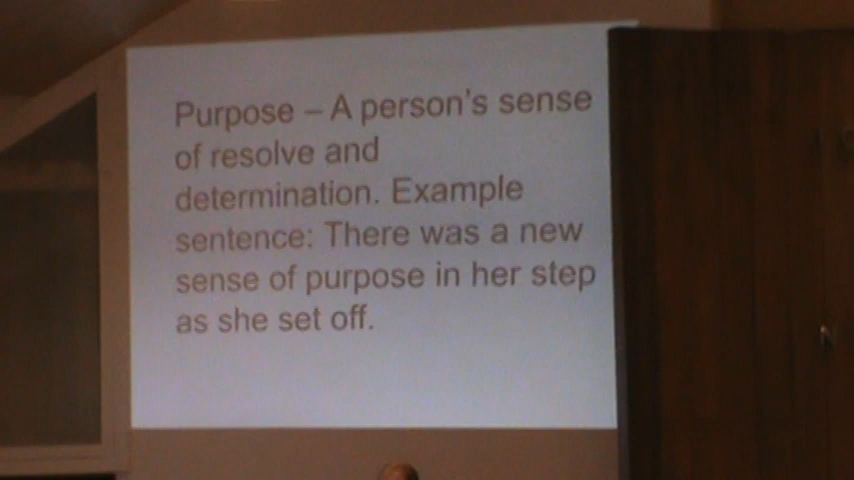 Purpose – A person's sense
of resolve and
determination. Example
sentence: There was a new
sense of purpose in her step
as she set off.